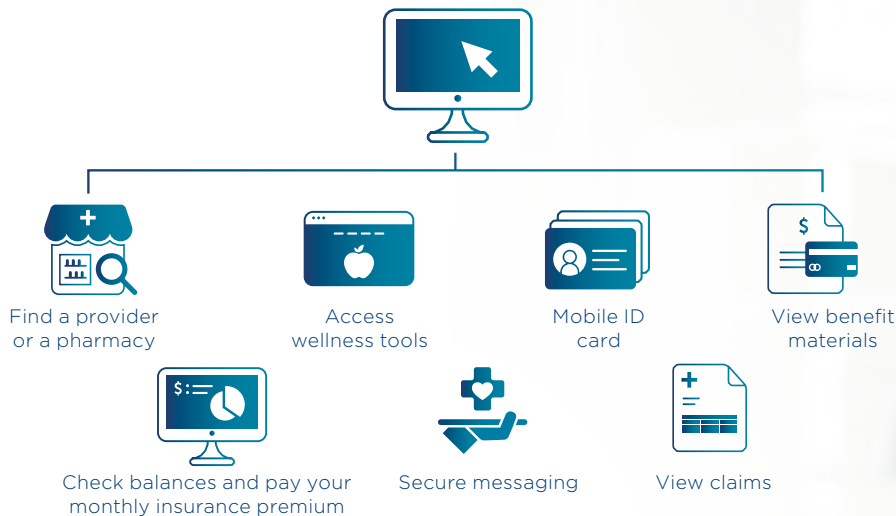 Find a provider
or a pharmacy
Access
wellness tools
Mobile ID
card
$
View benefit
materials
$:
Check balances and pay your
monthly insurance premium
Secure messaging
View claims